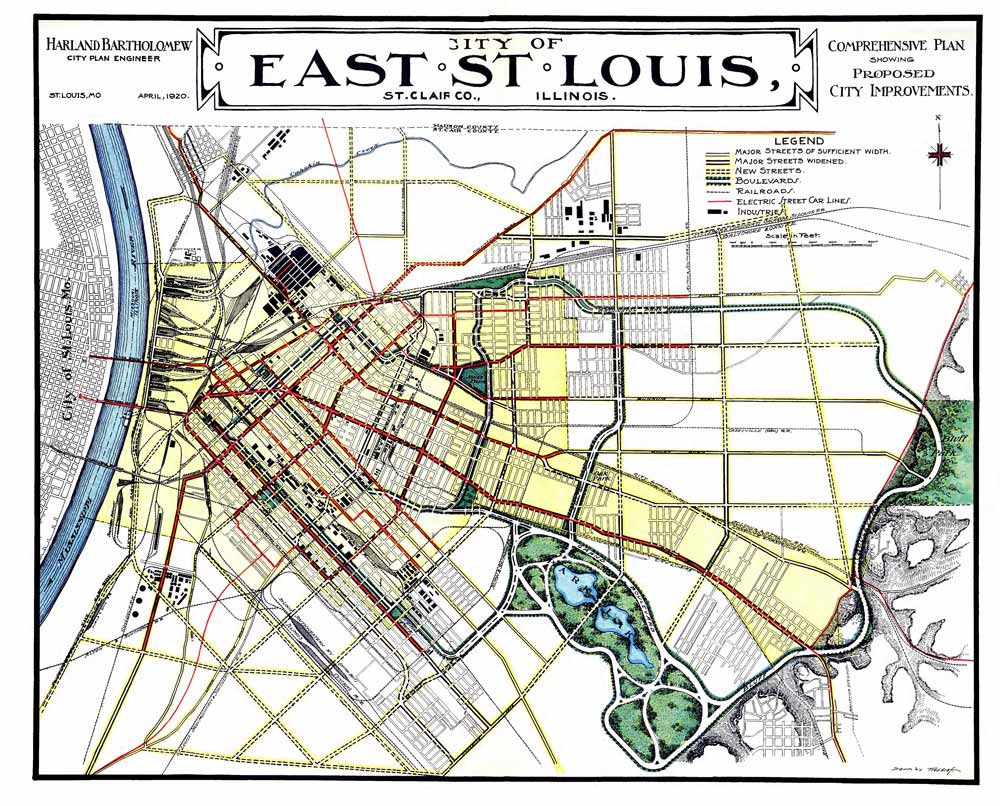 HARLAND BARTHOLOMEW
CITY PLAN ENGINEER
ST. LOUIS, MO APRIL, 1920.
CITY OF
EAST ST LOUIS,
ST. CLAIR CO., ILLINOIS.
COMPREHENSIVE PLAN
SHOWING
PROPOSED
CITY IMPROVEMENTS.
MADISON COUNTY
ST CLAIR COUNTY
Cahokia Creek
N
LEGEND
MAJOR STREETS OF SUFFICIENT WIDTH.
MAJOR STREETS WIDENED.
NEW STREETS.
BOULEVARDS.
RAILROADS.
ELECTRIC STREET CAR LINES.
INDUSTRIES
Scale in Feet.
RIVER
City of St. Louis Mo.
MISSISSIPPI
Bluff
PARK
BLUFF
Drawn by